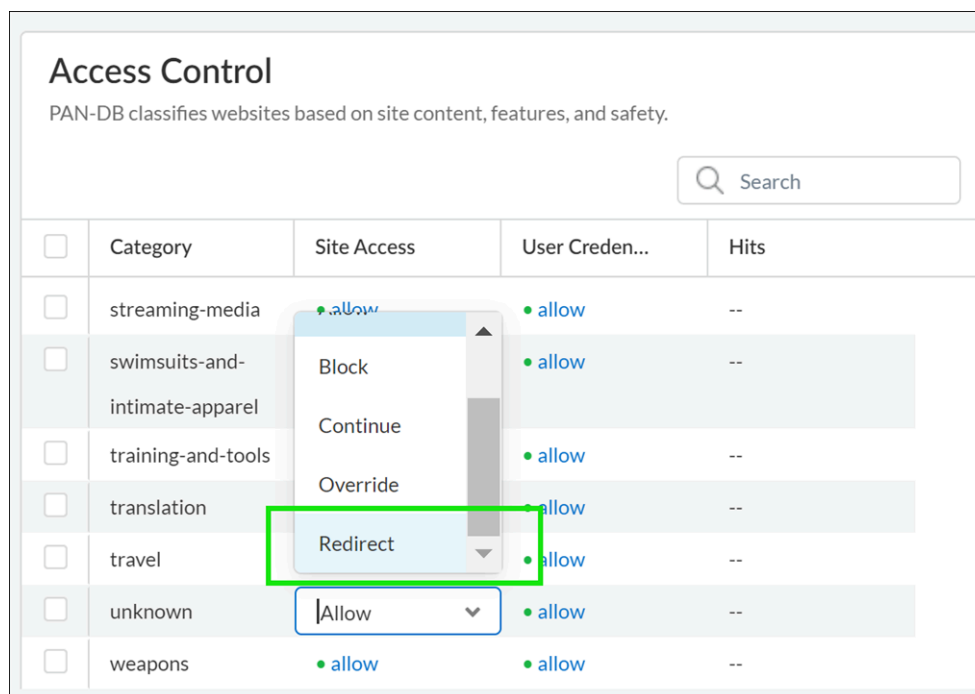 Access Control
PAN-DB classifies websites based on site content, features, and safety.
Search
Category Site Access User Creden... Hits
streaming-media allow allow --
swimsuits-and- allow --
intimate-apparel
Block
Continue
training-and-tools allow --
Override
translation allow --
Redirect
travel allow --
unknown Allow allow --
weapons allow allow --